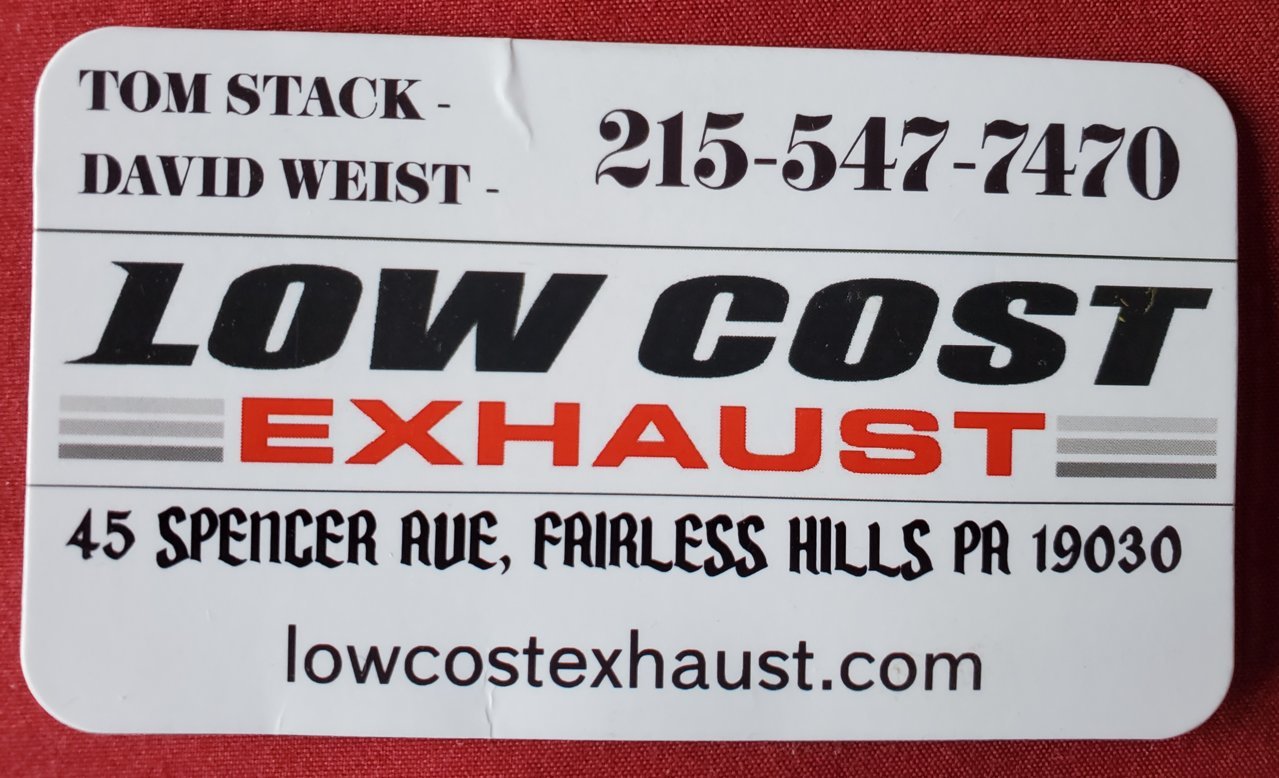 TOM STACK -
DAVID WEIST -
215-547-7470
LOW COST
EXHAUST
45 SPENCER AVE, FAIRLESS HILLS PA 19030
lowcostexhaust.com